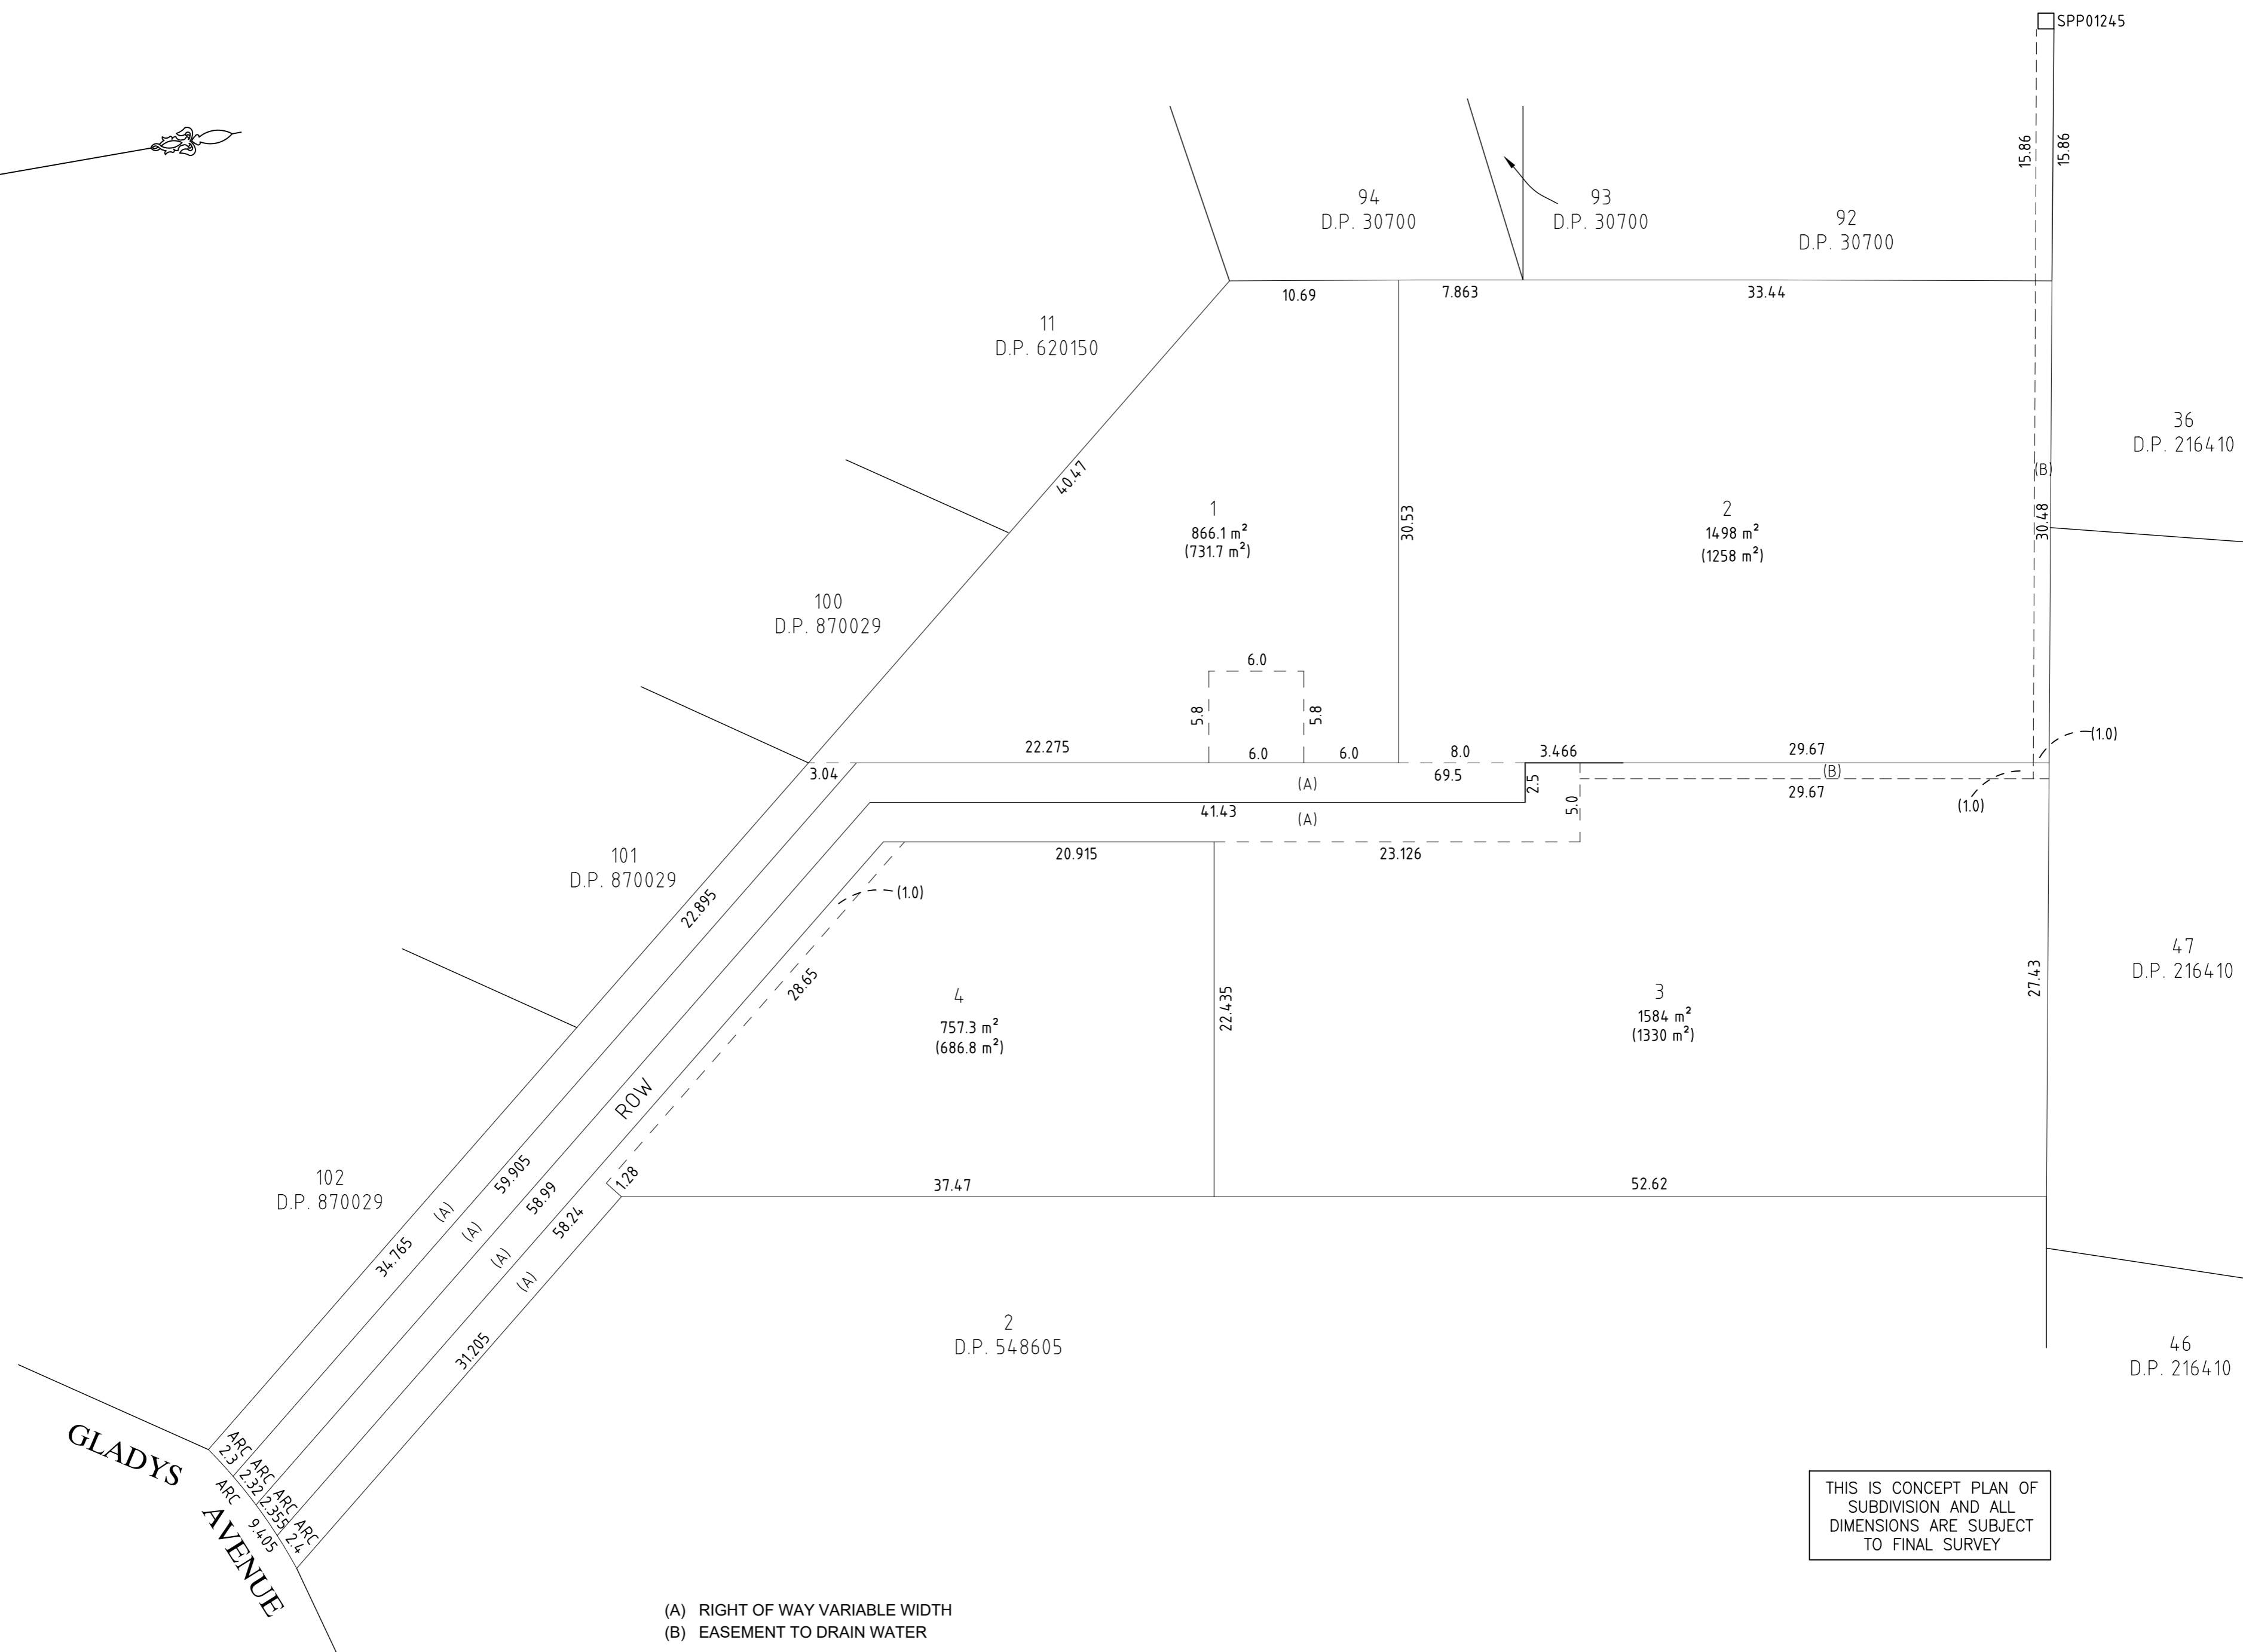 SPP01245
15.86
15.86
94
D.P. 30700
93
D.P. 30700
92
D.P. 30700
10.69
7.863
33.44
11
D.P. 620150
36
D.P. 216410
40.47
(B)
1
866.1 m²
(731.7 m²)
30.53
2
1498 m²
(1258 m²)
30.48
100
D.P. 870029
6.0
5.8
5.8
22.275
6.0
6.0
8.0
3.466
29.67
(1.0)
3.04
69.5
(A)
2.5
(B)
29.67
5.0
(1.0)
41.43
(A)
20.915
23.126
101
D.P. 870029
(1.0)
22.895
47
D.P. 216410
28.65
4
757.3 m²
(686.8 m²)
22.435
3
1584 m²
(1330 m²)
27.43
ROW
102
D.P. 870029
59.905
58.99
1.28
37.47
52.62
(A)
(A)
58.24
(A)
(A)
34.765
31.205
2
D.P. 548605
46
D.P. 216410
GLADYS
AVENUE
ARC
2.3
ARC
2.32
ARC
2.355
ARC
2.4
ARC
9.405
THIS IS CONCEPT PLAN OF
SUBDIVISION AND ALL
DIMENSIONS ARE SUBJECT
TO FINAL SURVEY
(A) RIGHT OF WAY VARIABLE WIDTH
(B) EASEMENT TO DRAIN WATER